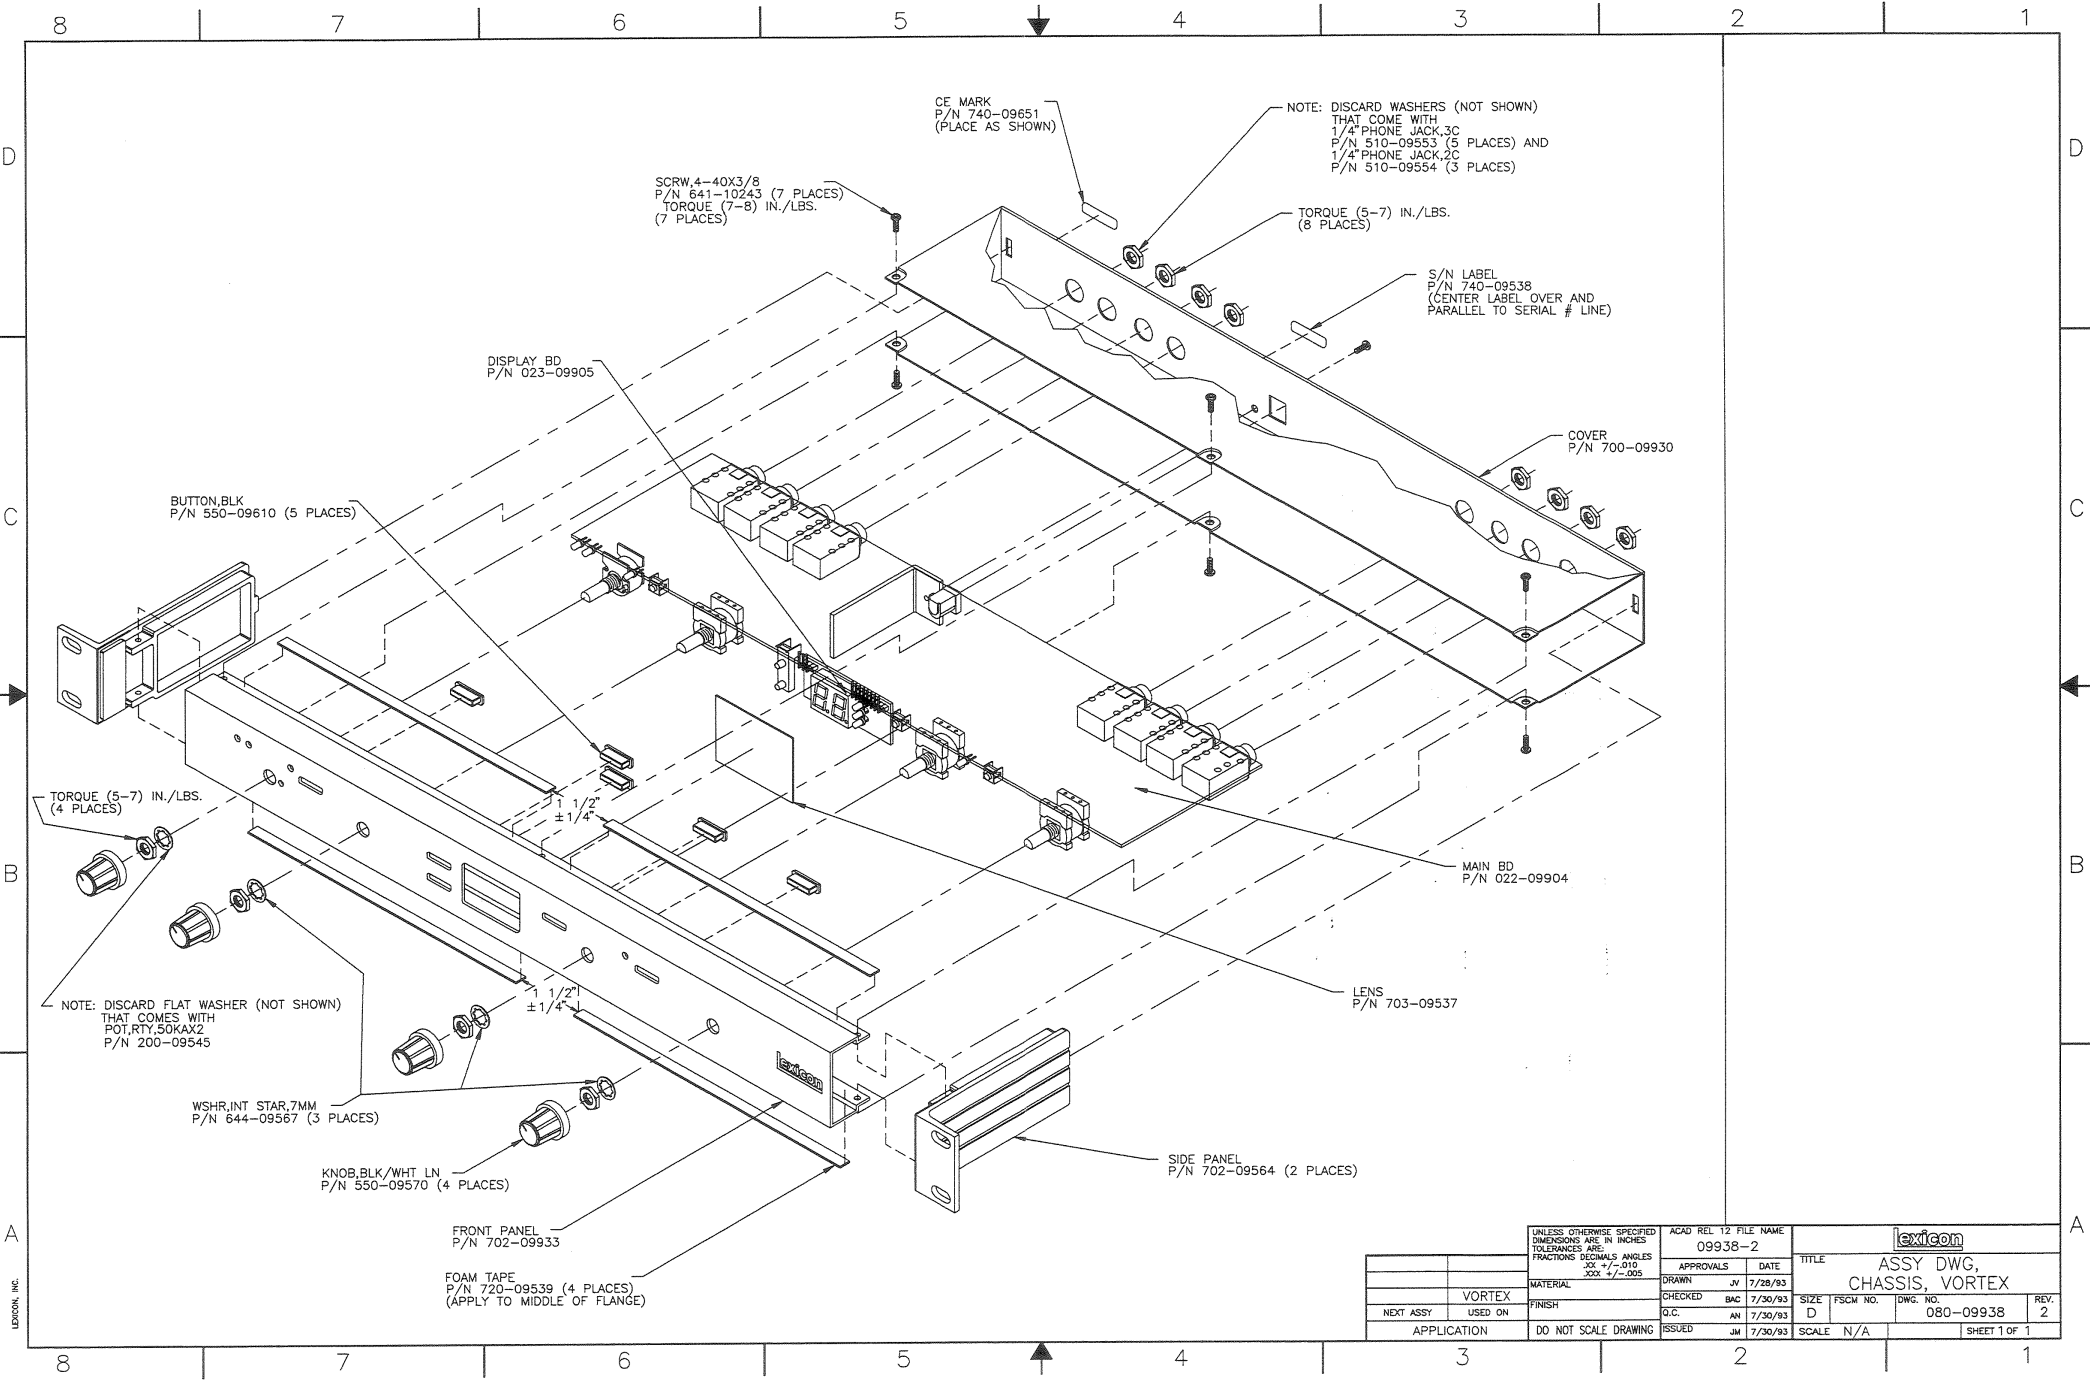 8 7 6 5 4 3 2 1
D
D
CE MARK
P/N 740-09651
(PLACE AS SHOWN)
NOTE: DISCARD WASHERS (NOT SHOWN)
THAT COME WITH
1/4" PHONE JACK,3C
P/N 510-09553 (5 PLACES) AND
1/4" PHONE JACK,2C
P/N 510-09554 (3 PLACES)
SCRW,4-40X3/8
P/N 641-10243 (7 PLACES)
TORQUE (7-8) IN./LBS.
(7 PLACES)
TORQUE (5-7) IN./LBS.
(8 PLACES)
S/N LABEL
P/N 740-09538
(CENTER LABEL OVER AND
PARALLEL TO SERIAL # LINE)
DISPLAY BD
P/N 023-09905
COVER
P/N 700-09930
BUTTON,BLK
P/N 550-09610 (5 PLACES)
C
C
TORQUE (5-7) IN./LBS.
(4 PLACES)
1 1/2"
±1/4"
MAIN BD
P/N 022-09904
B
B
LENS
P/N 703-09537
1 1/2"
±1/4"
NOTE: DISCARD FLAT WASHER (NOT SHOWN)
THAT COMES WITH
POT,RTY,50KAX2
P/N 200-09545
lexicon
WSHR,INT STAR,7MM
P/N 644-09567 (3 PLACES)
KNOB,BLK/WHT LN
P/N 550-09570 (4 PLACES)
SIDE PANEL
P/N 702-09564 (2 PLACES)
FRONT PANEL
P/N 702-09933
FOAM TAPE
P/N 720-09539 (4 PLACES)
(APPLY TO MIDDLE OF FLANGE)
A
A
LEXICON, INC.
VORTEX
NEXT ASSY USED ON
APPLICATION
UNLESS OTHERWISE SPECIFIED
DIMENSIONS ARE IN INCHES
TOLERANCES ARE:
FRACTIONS DECIMALS ANGLES
.XX +/-.010
.XXX +/-.005
MATERIAL
FINISH
DO NOT SCALE DRAWING
ACAD REL 12 FILE NAME
09938-2
APPROVALS DATE
DRAWN JV 7/28/93
CHECKED BAC 7/30/93
Q.C. AN 7/30/93
ISSUED JM 7/30/93
lexicon
TITLE
ASSY DWG,
CHASSIS, VORTEX
SIZE D
FSCM NO.
DWG. NO. 080-09938
REV. 2
SCALE N/A
SHEET 1 OF 1
8 7 6 5 4 3 2 1